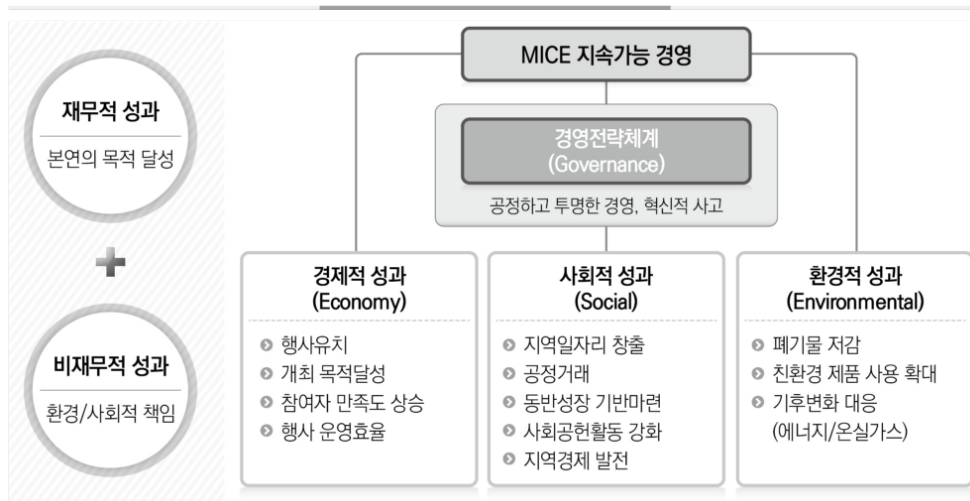 재무적 성과
본연의 목적 달성
비재무적 성과
환경/사회적 책임
MICE 지속가능 경영
경영전략체계
(Governance)
공정하고 투명한 경영, 혁신적 사고
경제적 성과
(Economy)
행사유치
개최 목적달성
참여자 만족도 상승
행사 운영효율
사회적 성과
(Social)
지역일자리 창출
공정거래
동반성장 기반마련
사회공헌활동 강화
지역경제 발전
환경적 성과
(Environmental)
폐기물 저감
친환경 제품 사용 확대
기후변화 대응
(에너지/온실가스)